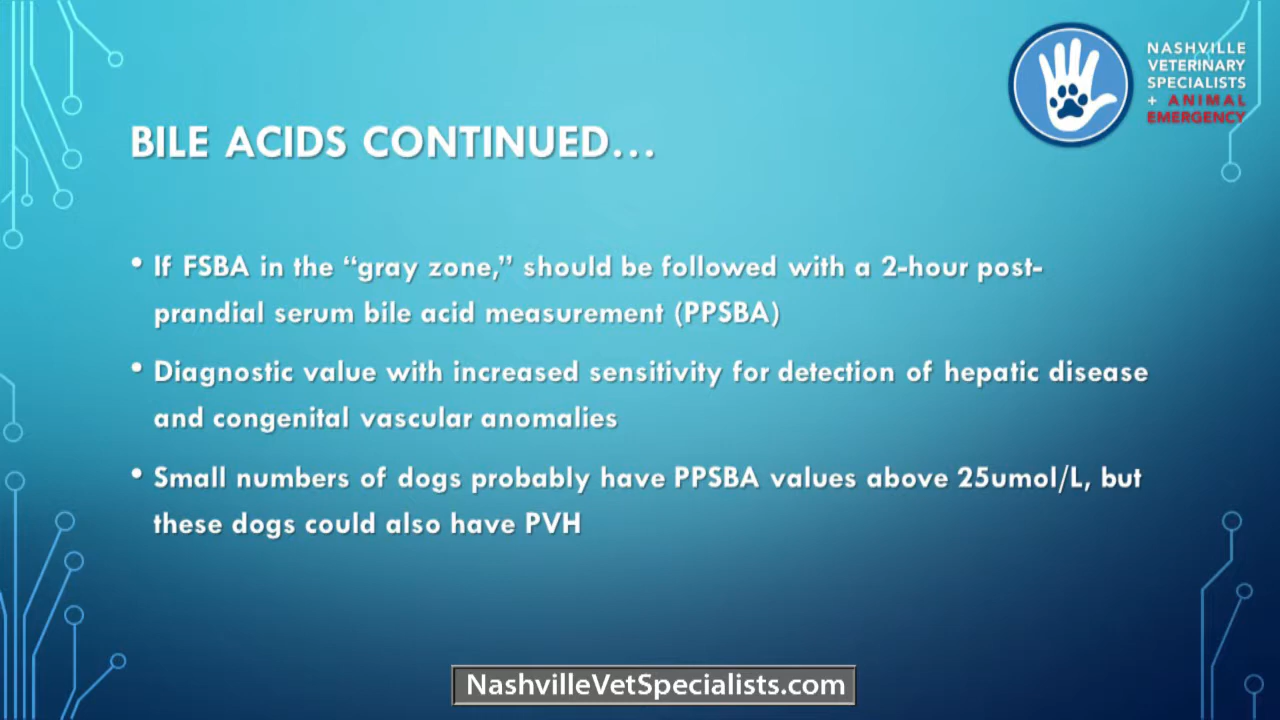 NASHVILLE
VETERINARY
SPECIALISTS
+ ANIMAL
EMERGENCY
BILE ACIDS CONTINUED...
• If FSBA in the “gray zone,” should be followed with a 2-hour post-
prandial serum bile acid measurement (PPSBA)
• Diagnostic value with increased sensitivity for detection of hepatic disease
and congenital vascular anomalies
• Small numbers of dogs probably have PPSBA values above 25umol/L, but
these dogs could also have PVH
NashvilleVetSpecialists.com